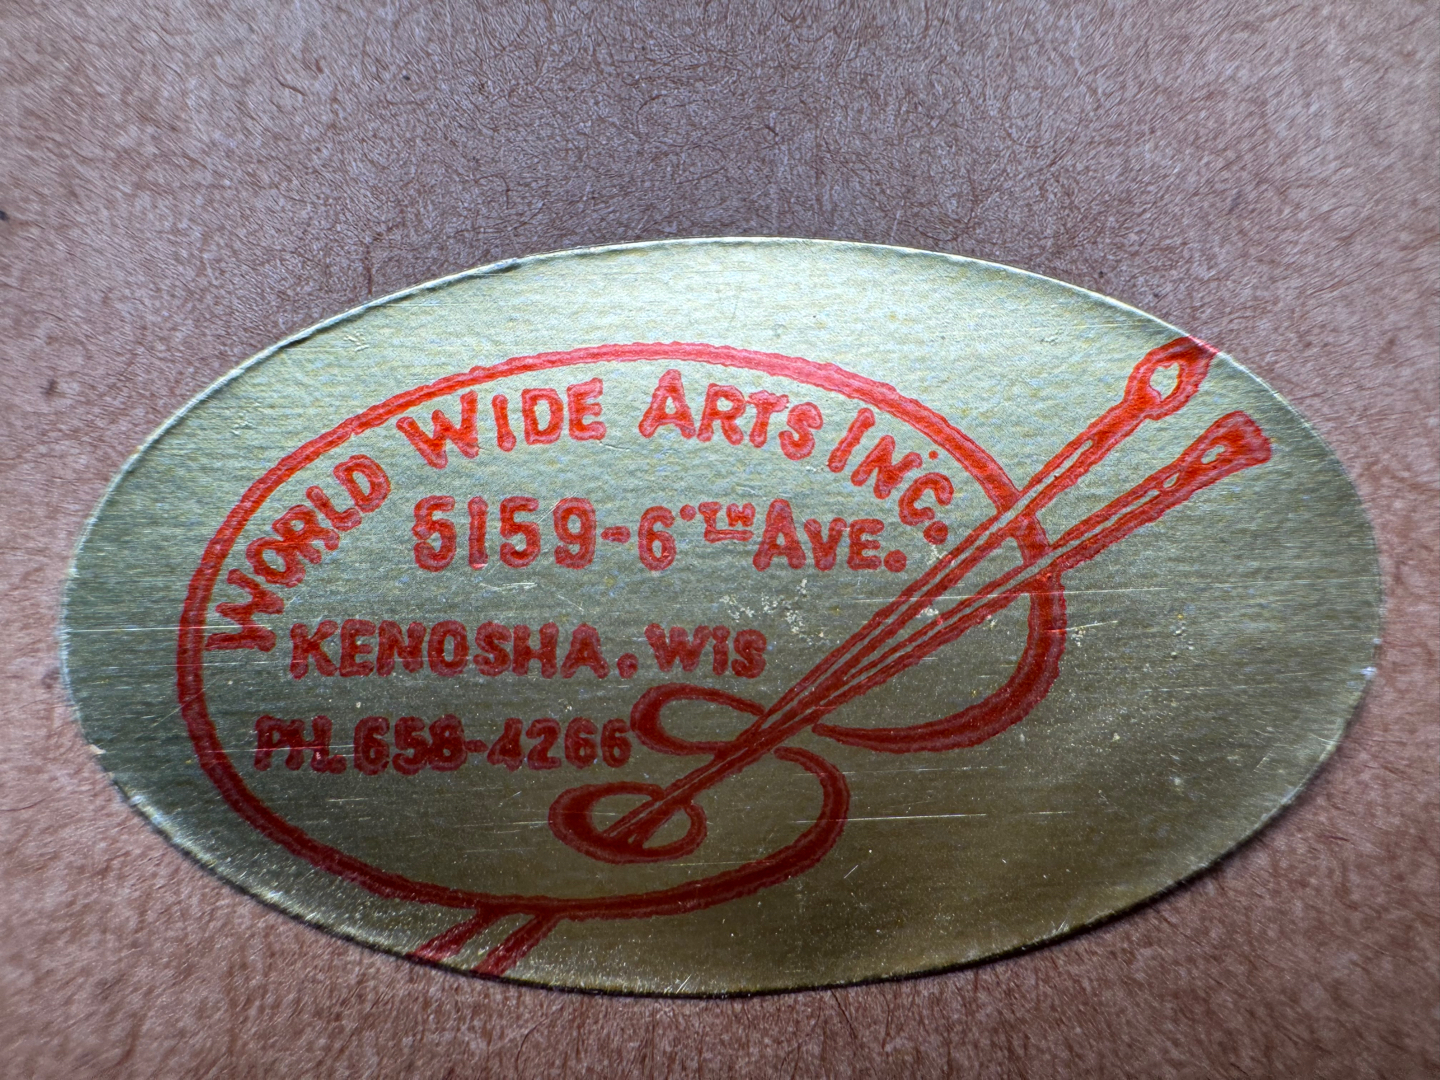 WORLD WIDE ARTS INC.
5159-6TH AVE.
KENOSHA. WIS
PH. 658-4266